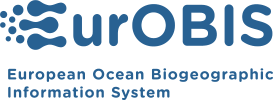 EurOBIS
European Ocean Biogeographic
Information System